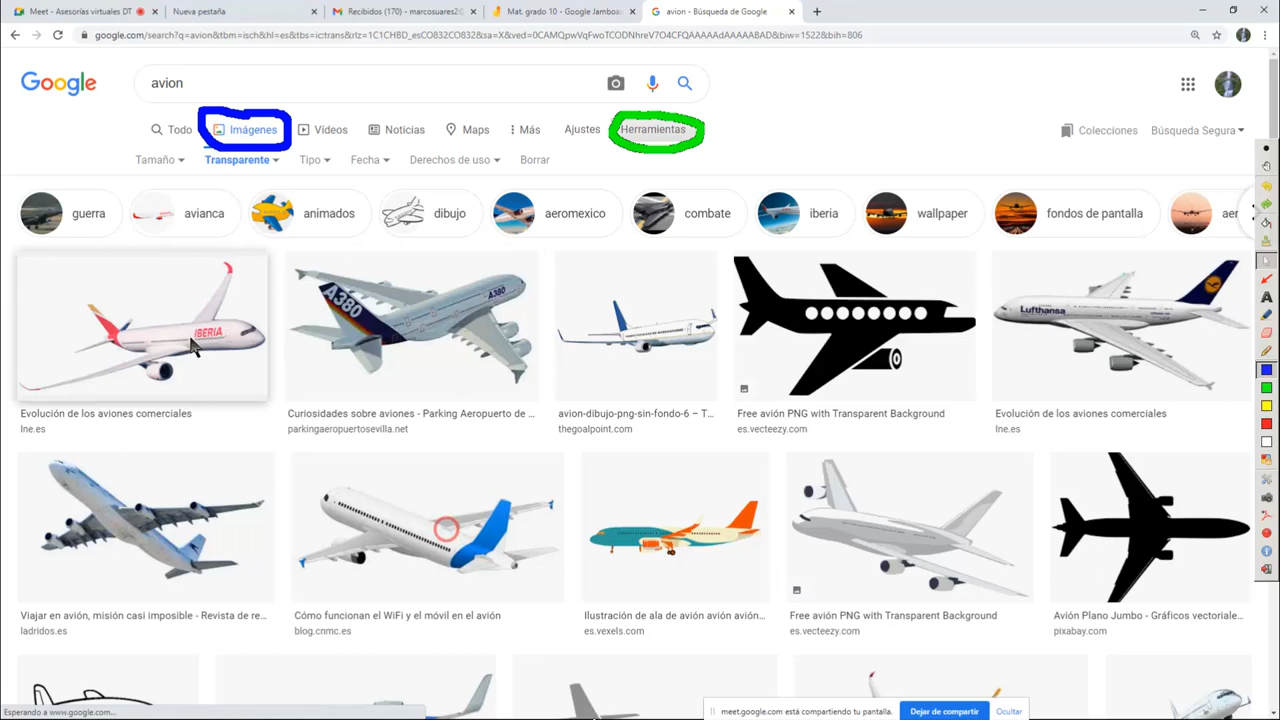 Meet - Asesorías virtuales DT
Nueva pestaña
Recibidos (170) - marcosuares2@
Mat. grado 10 - Google Jamboa
avion - Búsqueda de Google
google.com/search?q=avion&tbm=isch&hl=es&tbs=ic:trans&rlz=1C1CHBD_esCO832CO832&sa=X&ved=0CAMQpwVqFwoTCODNhreV7O4CFQAAAAAdAAAAABAD&biw=1522&bih=806
Google
avion
Todo Imágenes Vídeos Noticias Maps Más Ajustes Herramientas
Colecciones Búsqueda Segura
Tamaño Transparente Tipo Fecha Derechos de uso Borrar
guerra avianca animados dibujo aeromexico combate iberia wallpaper fondos de pantalla aer
IBERIA
A380 A380
Lufthansa
Evolución de los aviones comerciales
lne.es
Curiosidades sobre aviones - Parking Aeropuerto de ...
parkingaeropuertosevilla.net
avion-dibujo-png-sin-fondo-6 – T...
thegoalpoint.com
Free avión PNG with Transparent Background
es.vecteezy.com
Evolución de los aviones comerciales
lne.es
Viajar en avión, misión casi imposible - Revista de re...
ladridos.es
Cómo funcionan el WiFi y el móvil en el avión
blog.cnmc.es
Ilustración de ala de avión avión avión...
es.vexels.com
Free avión PNG with Transparent Background
es.vecteezy.com
Avión Plano Jumbo - Gráficos vectoriale...
pixabay.com
Esperando a www.google.com...
meet.google.com está compartiendo tu pantalla.
Dejar de compartir
Ocultar